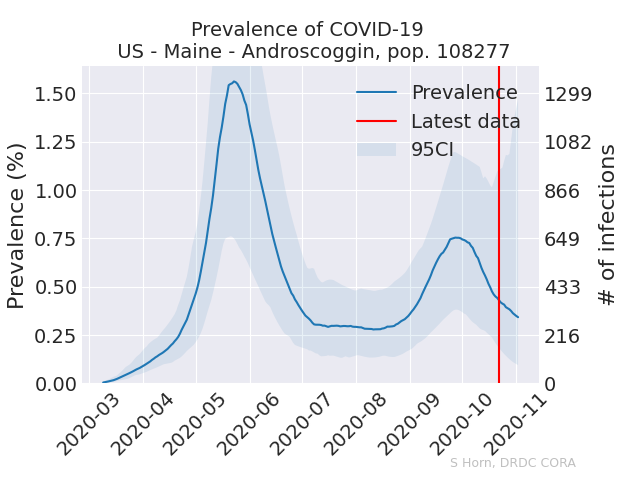 Prevalence of COVID-19
US - Maine - Androscoggin, pop. 108277
Prevalence (%)
1.50
1.25
1.00
0.75
0.50
0.25
0.00
Prevalence
Latest data
95CI
1299
1082
866
649
433
216
0
# of infections
2020-03
2020-04
2020-05
2020-06
2020-07
2020-08
2020-09
2020-10
2020-11
S Horn, DRDC CORA